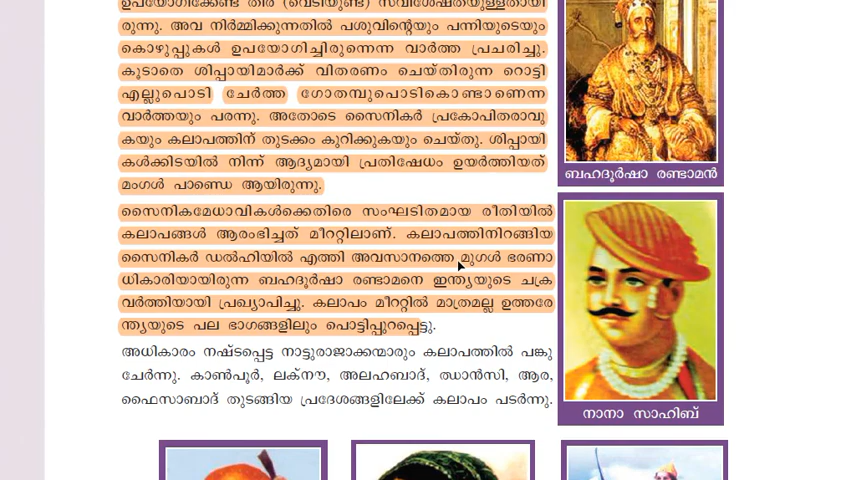 ഉപയോഗിക്കേണ്ട തിര (വെടിയുണ്ട) സവിശേഷതയുള്ളതായി
രുന്നു. അവ നിർമ്മിക്കുന്നതിൽ പശുവിന്റെയും പന്നിയുടെയും
കൊഴുപ്പുകൾ ഉപയോഗിച്ചിരുന്നെന്ന വാർത്ത പ്രചരിച്ചു.
കൂടാതെ ശിപ്പായിമാർക്ക് വിതരണം ചെയ്തിരുന്ന റൊട്ടി
എല്ലുപൊടി ചേർത്ത ഗോതമ്പുപൊടികൊണ്ടാണെന്ന
വാർത്തയും പരന്നു. അതോടെ സൈനികർ പ്രകോപിതരാവു
കയും കലാപത്തിന് തുടക്കം കുറിക്കുകയും ചെയ്തു. ശിപ്പായി
കൾക്കിടയിൽ നിന്ന് ആദ്യമായി പ്രതിഷേധം ഉയർത്തിയത്
മംഗൾ പാണ്ഡെ ആയിരുന്നു.
സൈനികമേധാവികൾക്കെതിരെ സംഘടിതമായ രീതിയിൽ
കലാപങ്ങൾ ആരംഭിച്ചത് മീററ്റിലാണ്. കലാപത്തിനിറങ്ങിയ
സൈനികർ ഡൽഹിയിൽ എത്തി അവസാനത്തെ മുഗൾ ഭരണാ
ധികാരിയായിരുന്ന ബഹദൂർഷാ രണ്ടാമനെ ഇന്ത്യയുടെ ചക്ര
വർത്തിയായി പ്രഖ്യാപിച്ചു. കലാപം മീററ്റിൽ മാത്രമല്ല ഉത്തരേ
ന്ത്യയുടെ പല ഭാഗങ്ങളിലും പൊട്ടിപ്പുറപ്പെട്ടു.
അധികാരം നഷ്ടപ്പെട്ട നാട്ടുരാജാക്കന്മാരും കലാപത്തിൽ പങ്കു
ചേർന്നു. കാൺപൂർ, ലക്നൗ, അലഹബാദ്, ഝാൻസി, ആര,
ഫൈസാബാദ് തുടങ്ങിയ പ്രദേശങ്ങളിലേക്ക് കലാപം പടർന്നു.
ബഹദൂർഷാ രണ്ടാമൻ
നാനാ സാഹിബ്